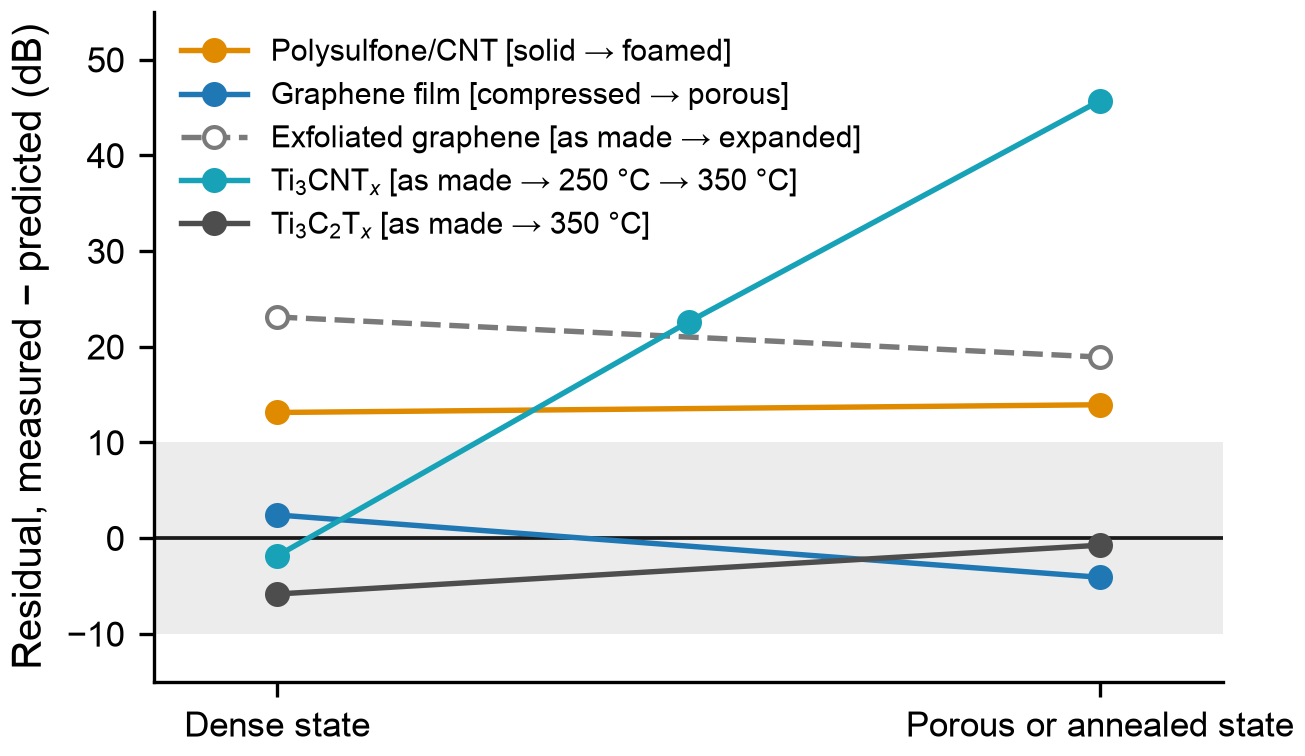 Residual, measured − predicted (dB)
50
40
30
20
10
0
−10
Polysulfone/CNT [solid → foamed]
Graphene film [compressed → porous]
Exfoliated graphene [as made → expanded]
Ti₃CNTₓ [as made → 250 °C → 350 °C]
Ti₃C₂Tₓ [as made → 350 °C]
Dense state
Porous or annealed state